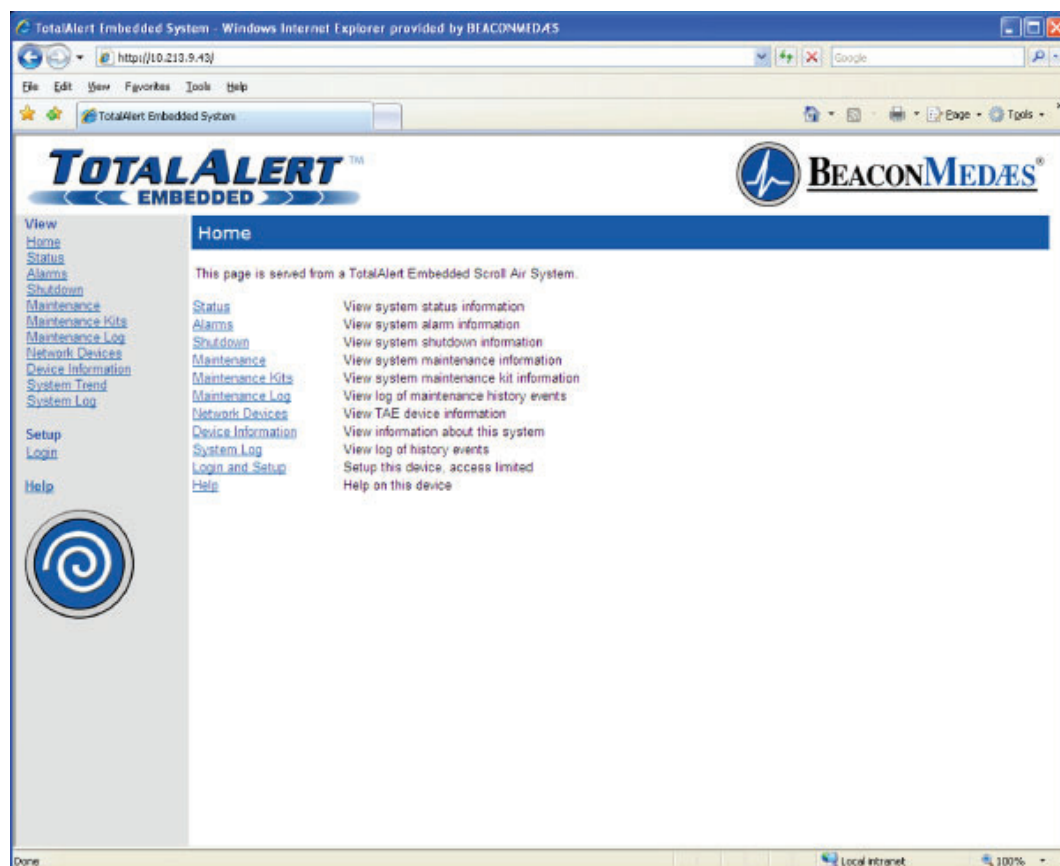 TotalAlert Embedded System - Windows Internet Explorer provided by BEACONMEDÆS
http://10.213.9.43/
Google
File Edit View Favorites Tools Help
TotalAlert Embedded System
Page
Tools
TOTALALERT ™
EMBEDDED
BEACONMEDÆS®
View
Home
Status
Alarms
Shutdown
Maintenance
Maintenance Kits
Maintenance Log
Network Devices
Device Information
System Trend
System Log
Setup
Login
Help
Home
This page is served from a TotalAlert Embedded Scroll Air System.
Status View system status information
Alarms View system alarm information
Shutdown View system shutdown information
Maintenance View system maintenance information
Maintenance Kits View system maintenance kit information
Maintenance Log View log of maintenance history events
Network Devices View TAE device information
Device Information View information about this system
System Log View log of history events
Login and Setup Setup this device, access limited
Help Help on this device
Done
Local intranet
100%